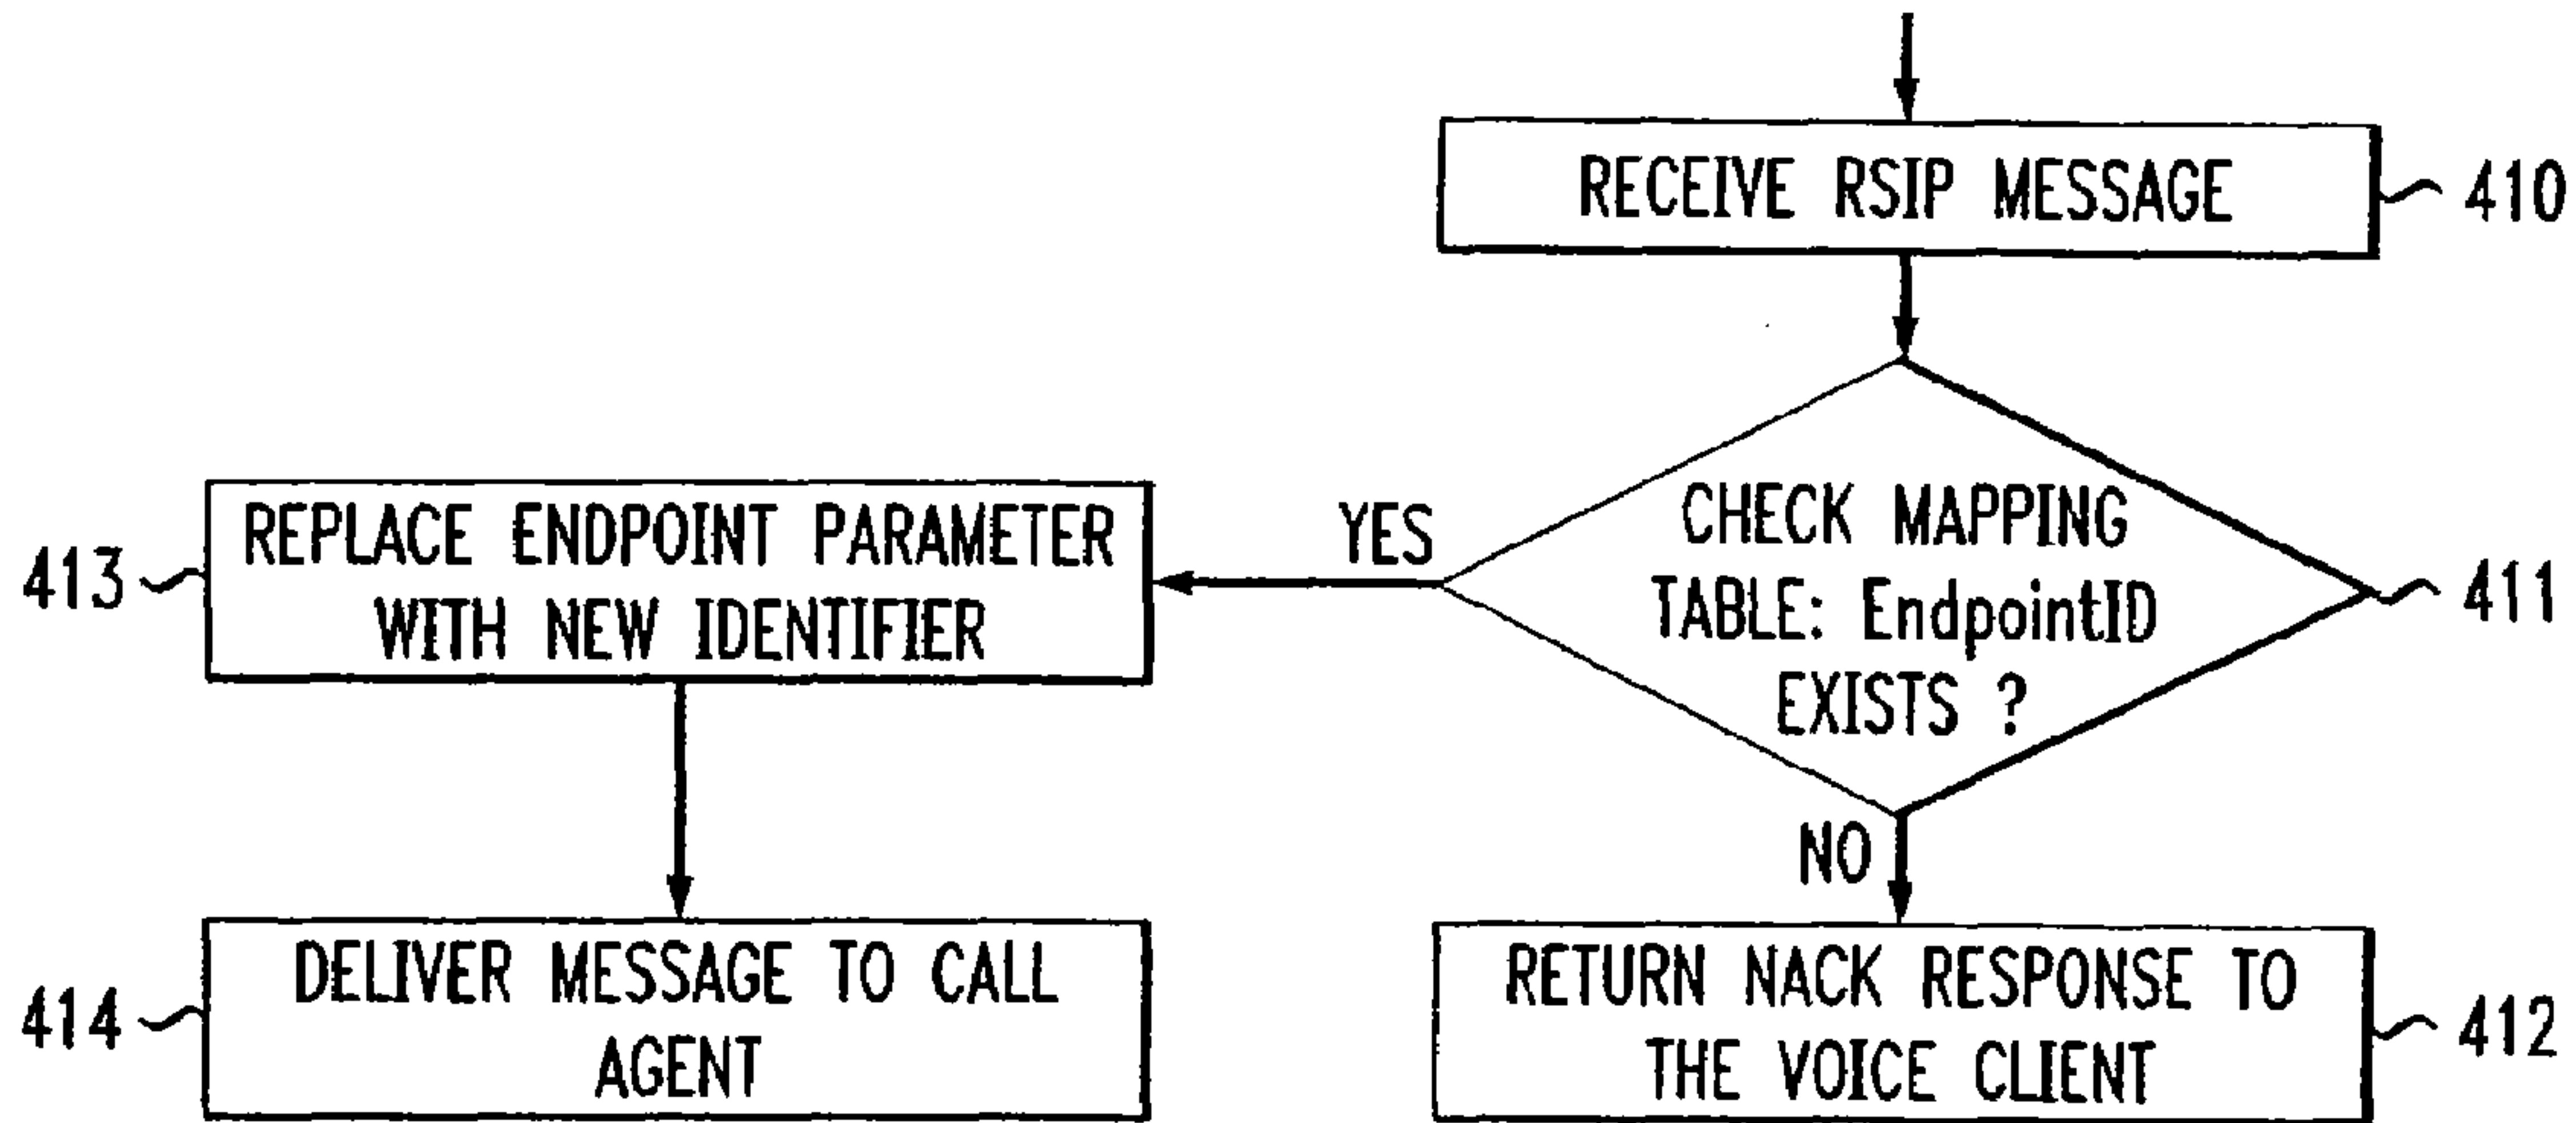 RECEIVE RSIP MESSAGE
410
CHECK MAPPING
TABLE: EndpointID
EXISTS ?
411
YES
NO
REPLACE ENDPOINT PARAMETER
WITH NEW IDENTIFIER
413
DELIVER MESSAGE TO CALL
AGENT
414
RETURN NACK RESPONSE TO
THE VOICE CLIENT
412